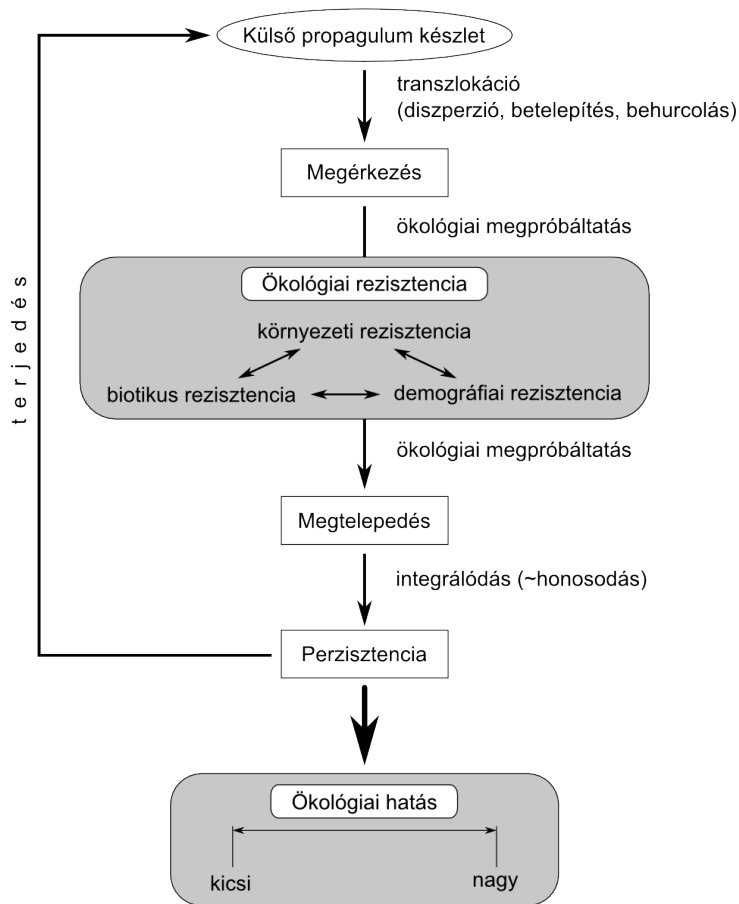 Külső propagulum készlet
transzlokáció
(diszperzió, betelepítés, behurcolás)
Megérkezés
ökológiai megpróbáltatás
Ökológiai rezisztencia
környezeti rezisztencia
biotikus rezisztencia
demográfiai rezisztencia
ökológiai megpróbáltatás
Megtelepedés
integrálódás (~honosodás)
Perzisztencia
terjedés
Ökológiai hatás
kicsi
nagy